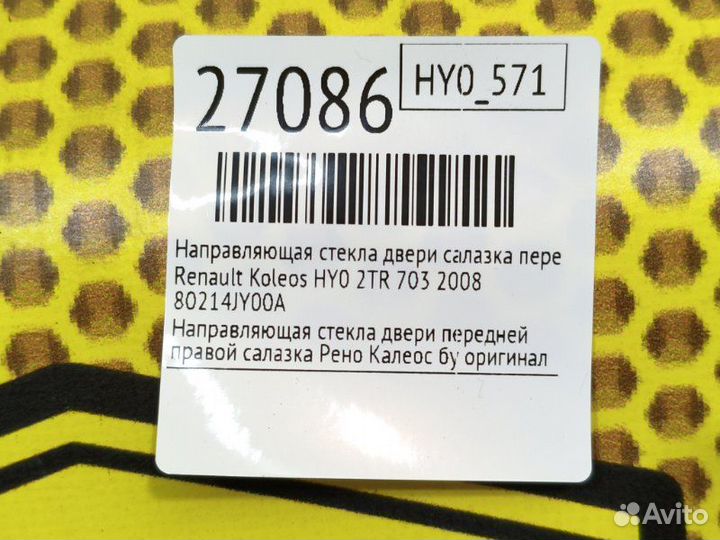 27086
HY0_571
Направляющая стекла двери салазка пере
Renault Koleos HY0 2TR 703 2008
80214JY00A
Направляющая стекла двери передней
правой салазка Рено Калеос бу оригинал
Avito